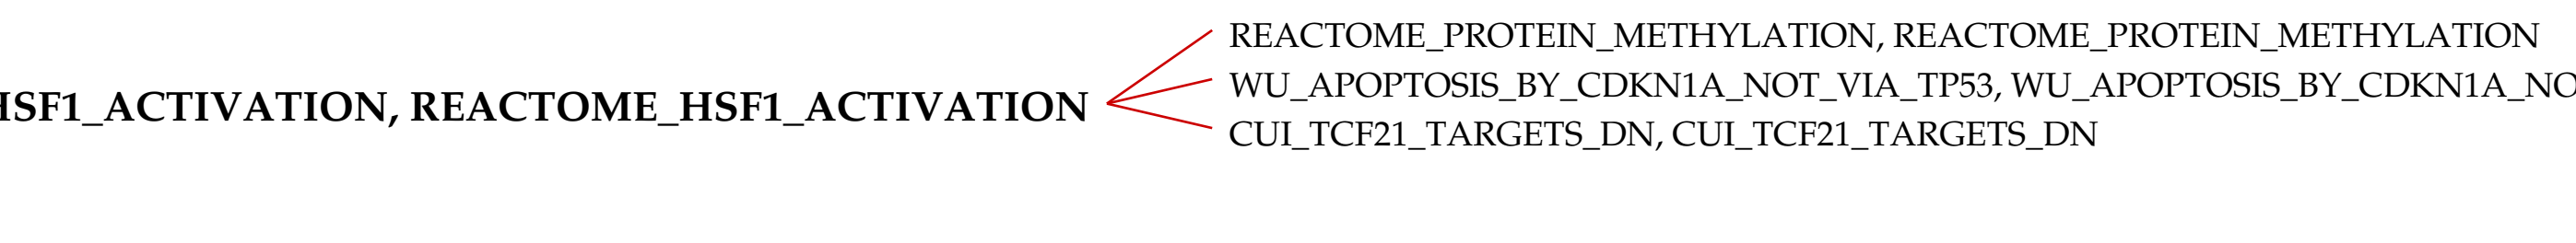 REACTOME_PROTEIN_METHYLATION, REACTOME_PROTEIN_METHYLATION
WU_APOPTOSIS_BY_CDKN1A_NOT_VIA_TP53, WU_APOPTOSIS_BY_CDKN1A_NO
HSF1_ACTIVATION, REACTOME_HSF1_ACTIVATION
CUI_TCF21_TARGETS_DN, CUI_TCF21_TARGETS_DN